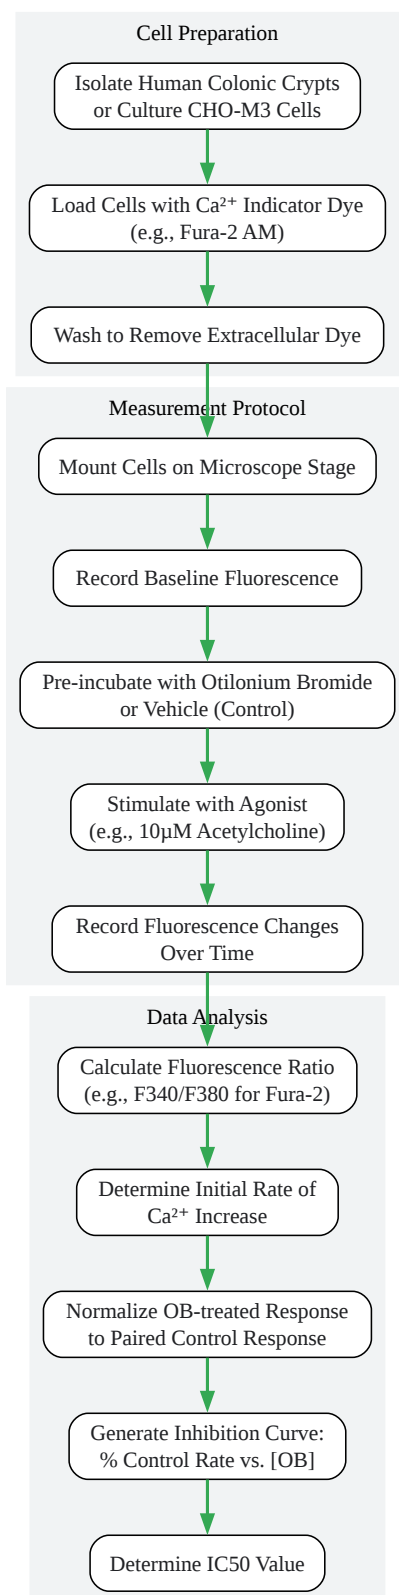 Cell Preparation
Isolate Human Colonic Crypts
or Culture CHO-M3 Cells
Load Cells with Ca²⁺ Indicator Dye
(e.g., Fura-2 AM)
Wash to Remove Extracellular Dye
Measurement Protocol
Mount Cells on Microscope Stage
Record Baseline Fluorescence
Pre-incubate with Otilonium Bromide
or Vehicle (Control)
Stimulate with Agonist
(e.g., 10µM Acetylcholine)
Record Fluorescence Changes
Over Time
Data Analysis
Calculate Fluorescence Ratio
(e.g., F340/F380 for Fura-2)
Determine Initial Rate of
Ca²⁺ Increase
Normalize OB-treated Response
to Paired Control Response
Generate Inhibition Curve:
% Control Rate vs. [OB]
Determine IC50 Value